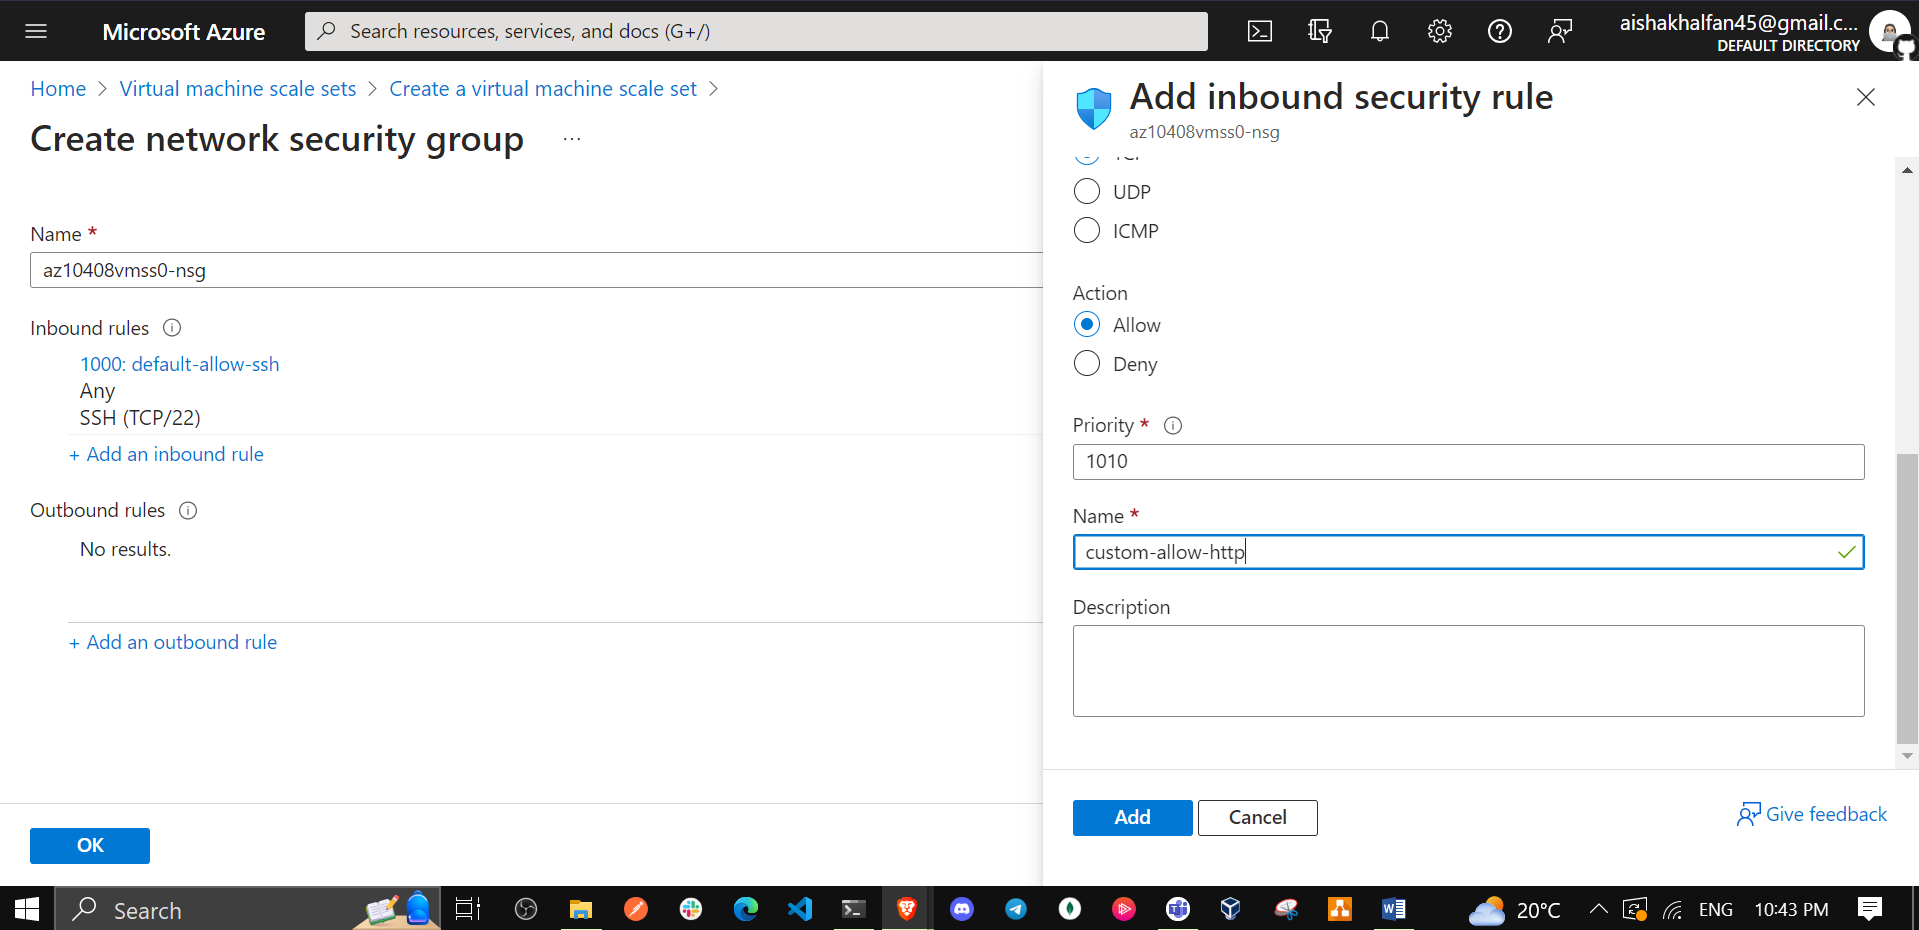 Microsoft Azure
Search resources, services, and docs (G+/)
aishakhalfan45@gmail.c...
DEFAULT DIRECTORY
Home > Virtual machine scale sets > Create a virtual machine scale set >
Create network security group ...
Name *
az10408vmss0-nsg
Inbound rules
1000: default-allow-ssh
Any
SSH (TCP/22)
+ Add an inbound rule
Outbound rules
No results.
+ Add an outbound rule
OK
Add inbound security rule
az10408vmss0-nsg
TCP
UDP
ICMP
Action
Allow
Deny
Priority *
1010
Name *
custom-allow-http
Description
Add
Cancel
Give feedback
Search
20°C
ENG
10:43 PM